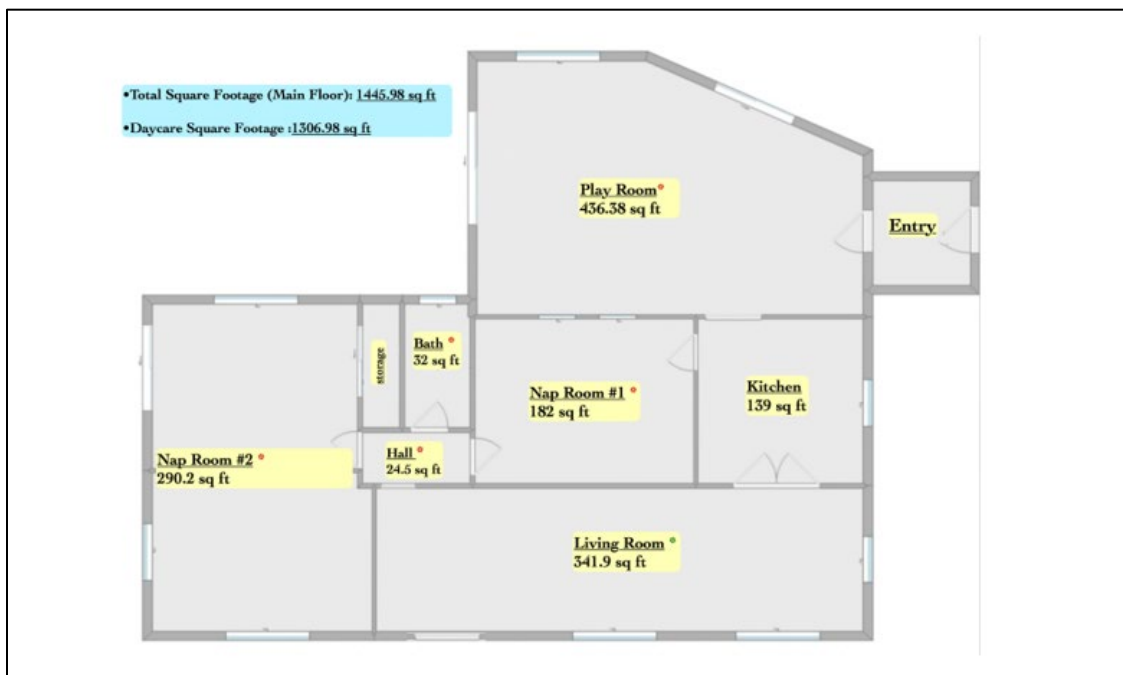 •Total Square Footage (Main Floor): 1445.98 sq ft
•Daycare Square Footage :1306.98 sq ft
Play Room
436.38 sq ft
Entry
Bath
32 sq ft
storage
Nap Room #1
182 sq ft
Kitchen
139 sq ft
Hall
24.5 sq ft
Nap Room #2
290.2 sq ft
Living Room
341.9 sq ft